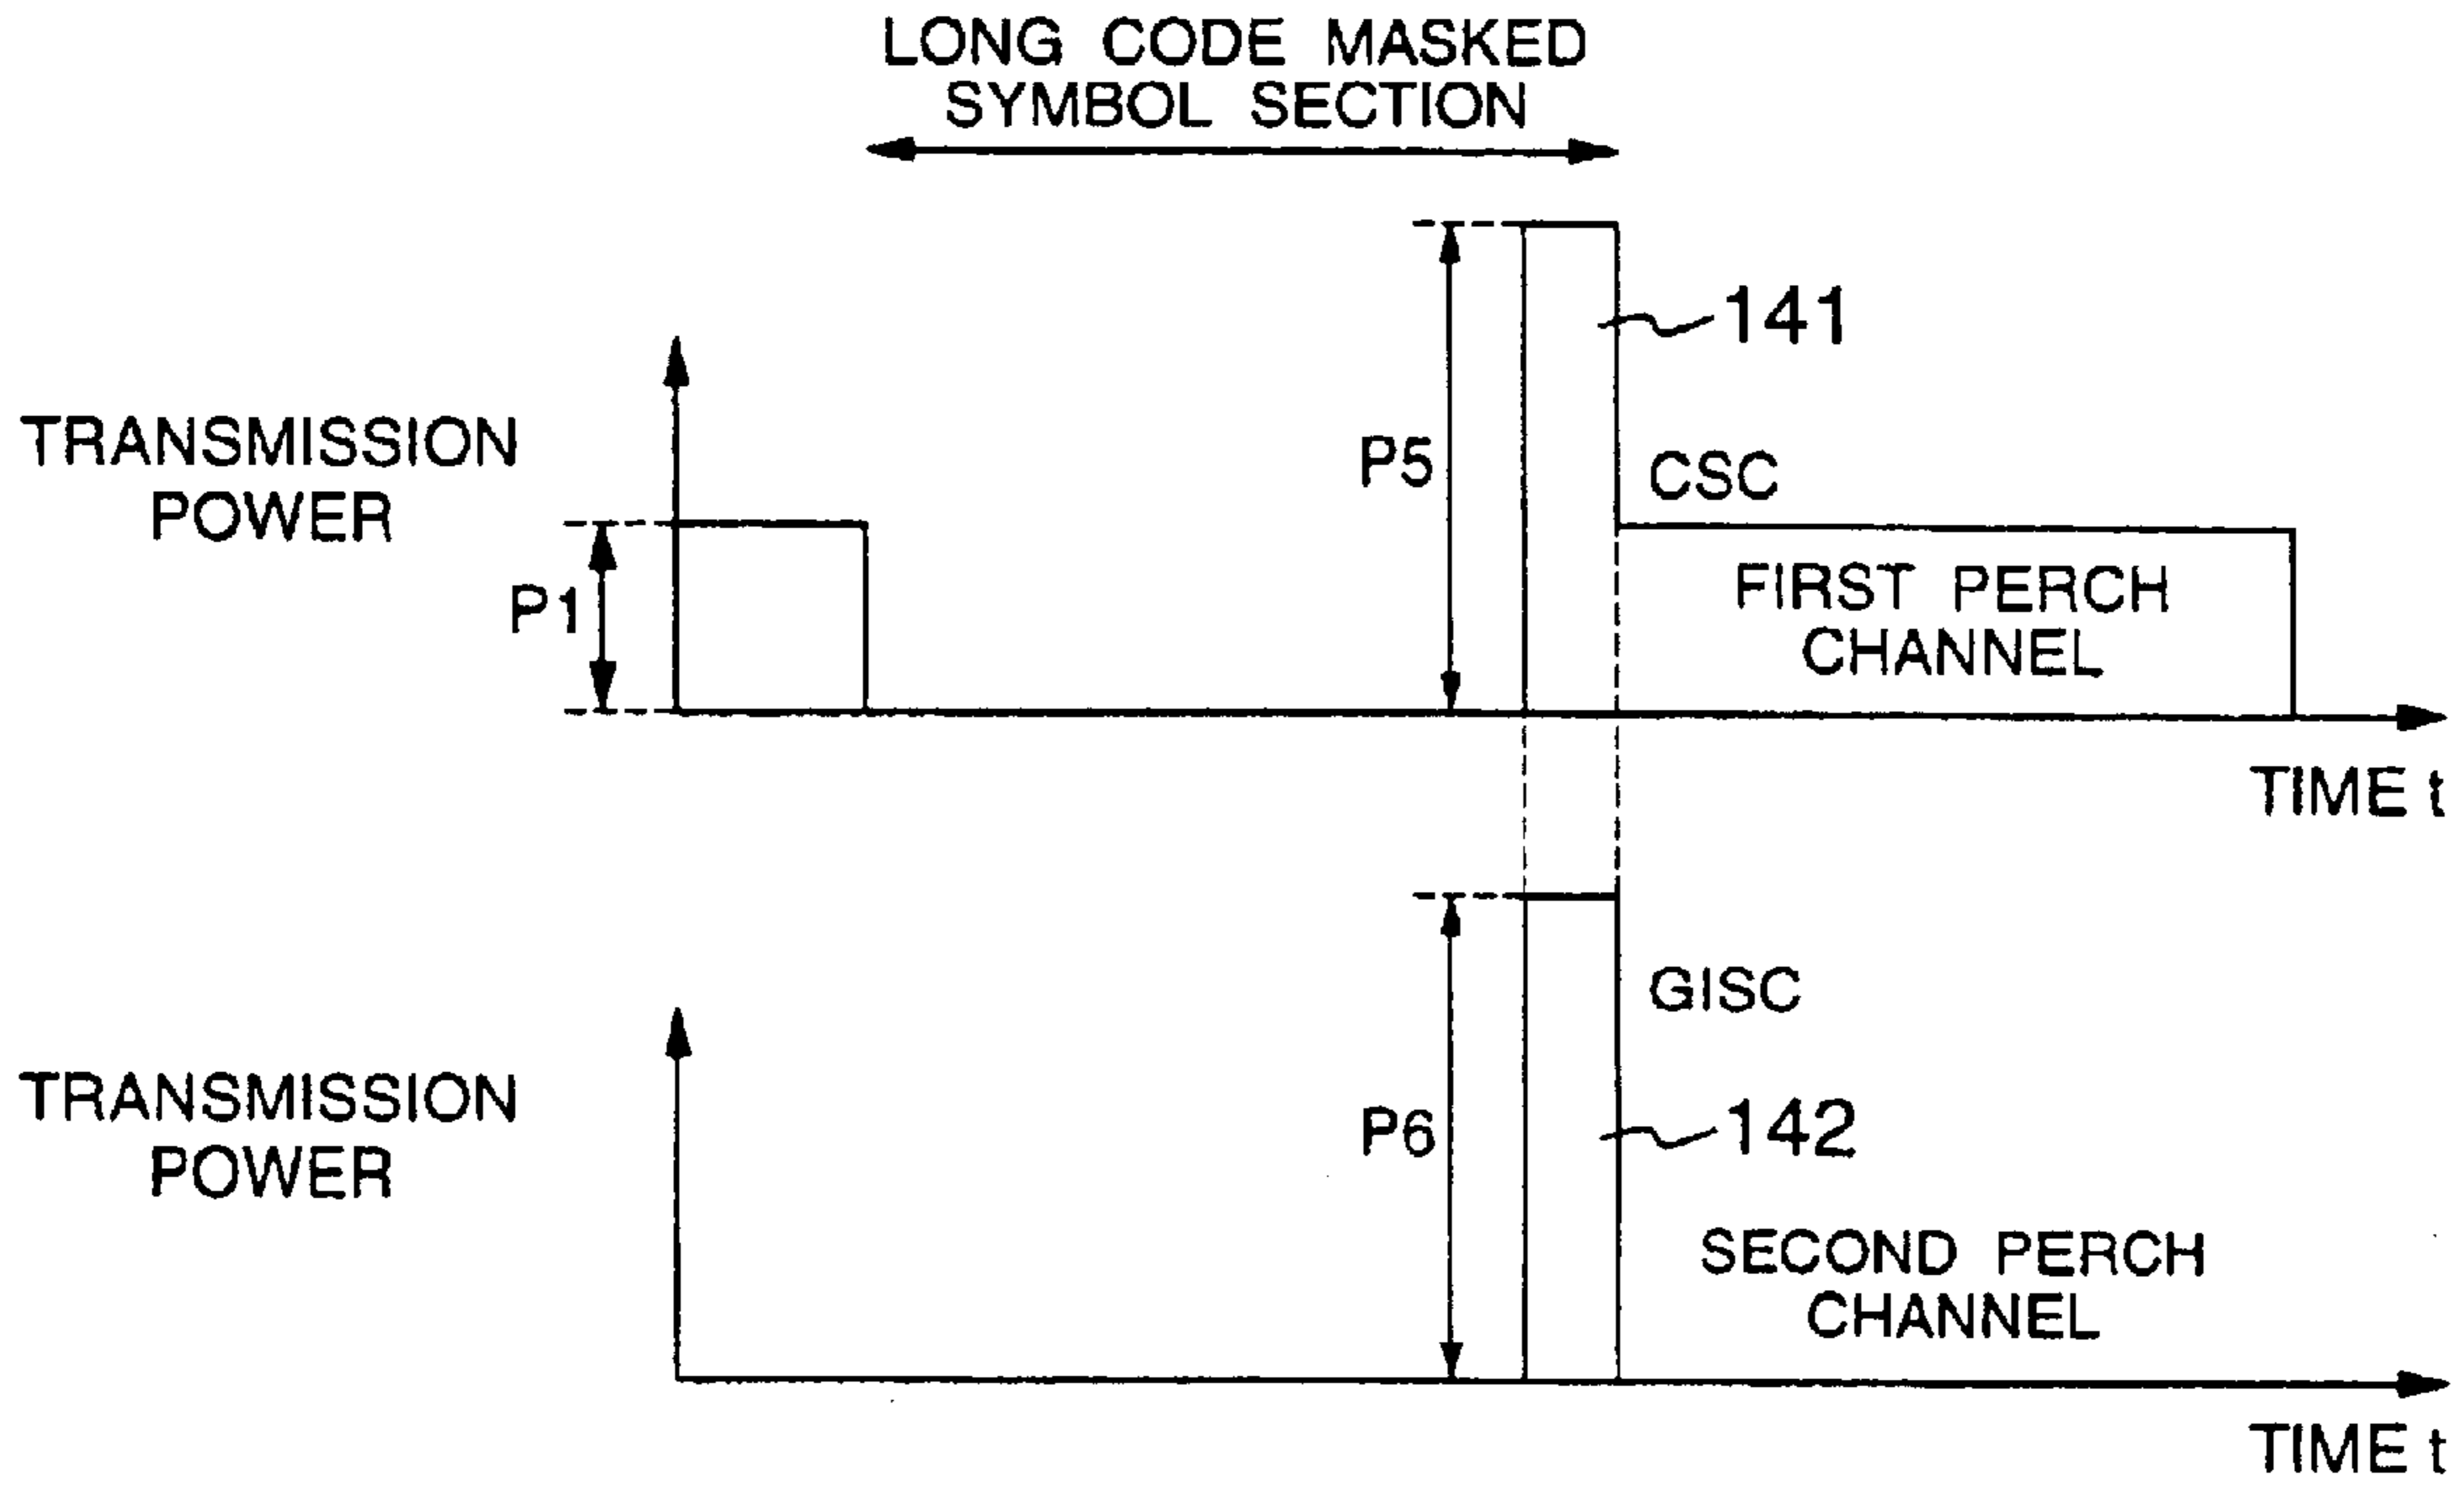 LONG CODE MASKED
SYMBOL SECTION
141
TRANSMISSION
POWER
P5
CSC
P1
FIRST PERCH
CHANNEL
TIME t
GISC
TRANSMISSION
POWER
P6
142
SECOND PERCH
CHANNEL
TIME t